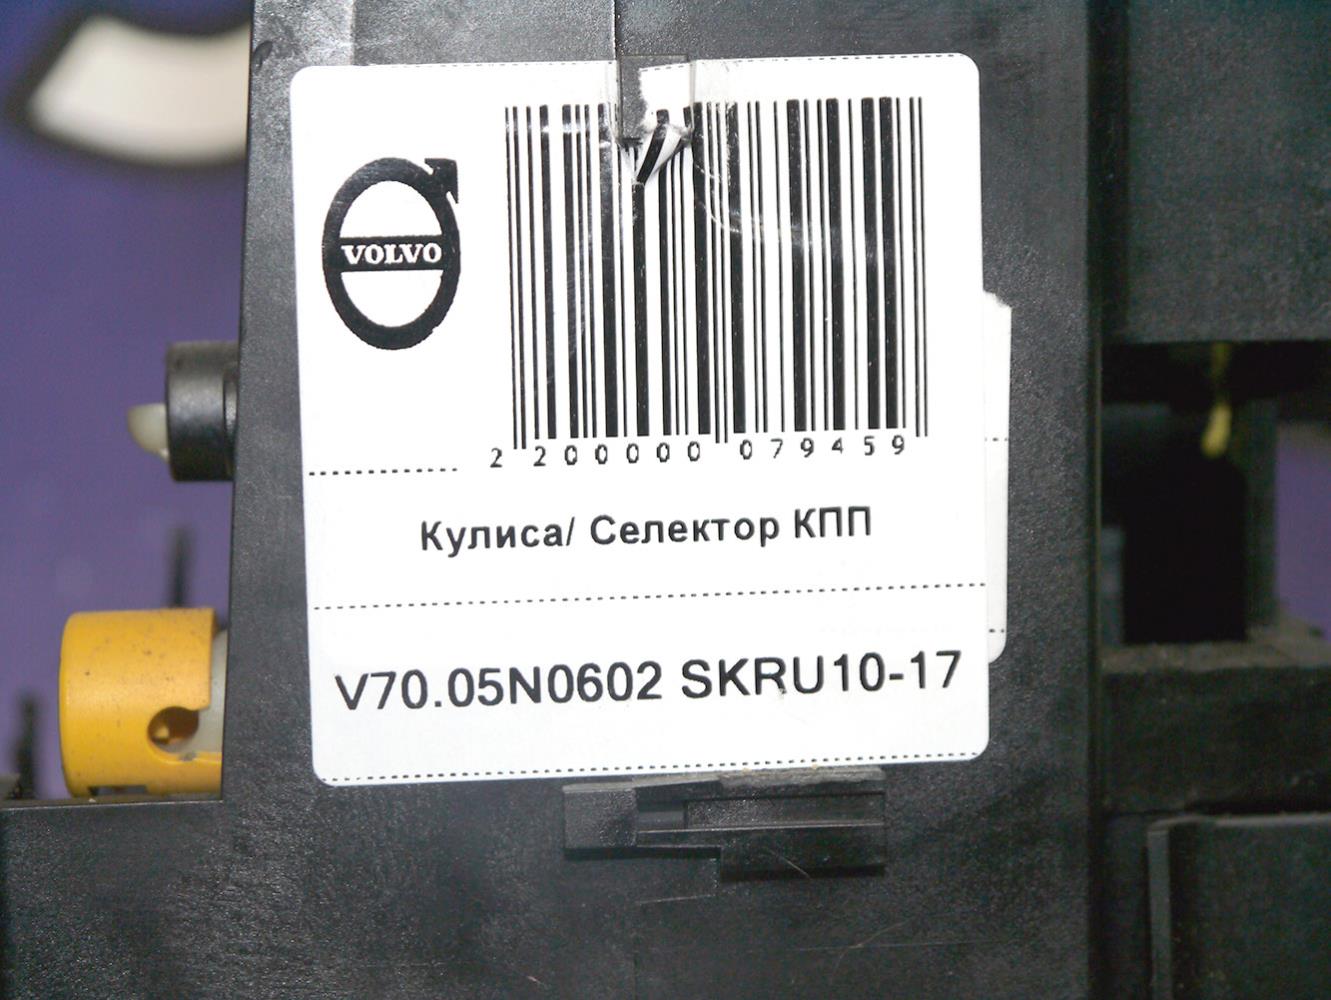 VOLVO
2 200000 079459
Кулиса/ Селектор КПП
V70.05N0602 SKRU10-17